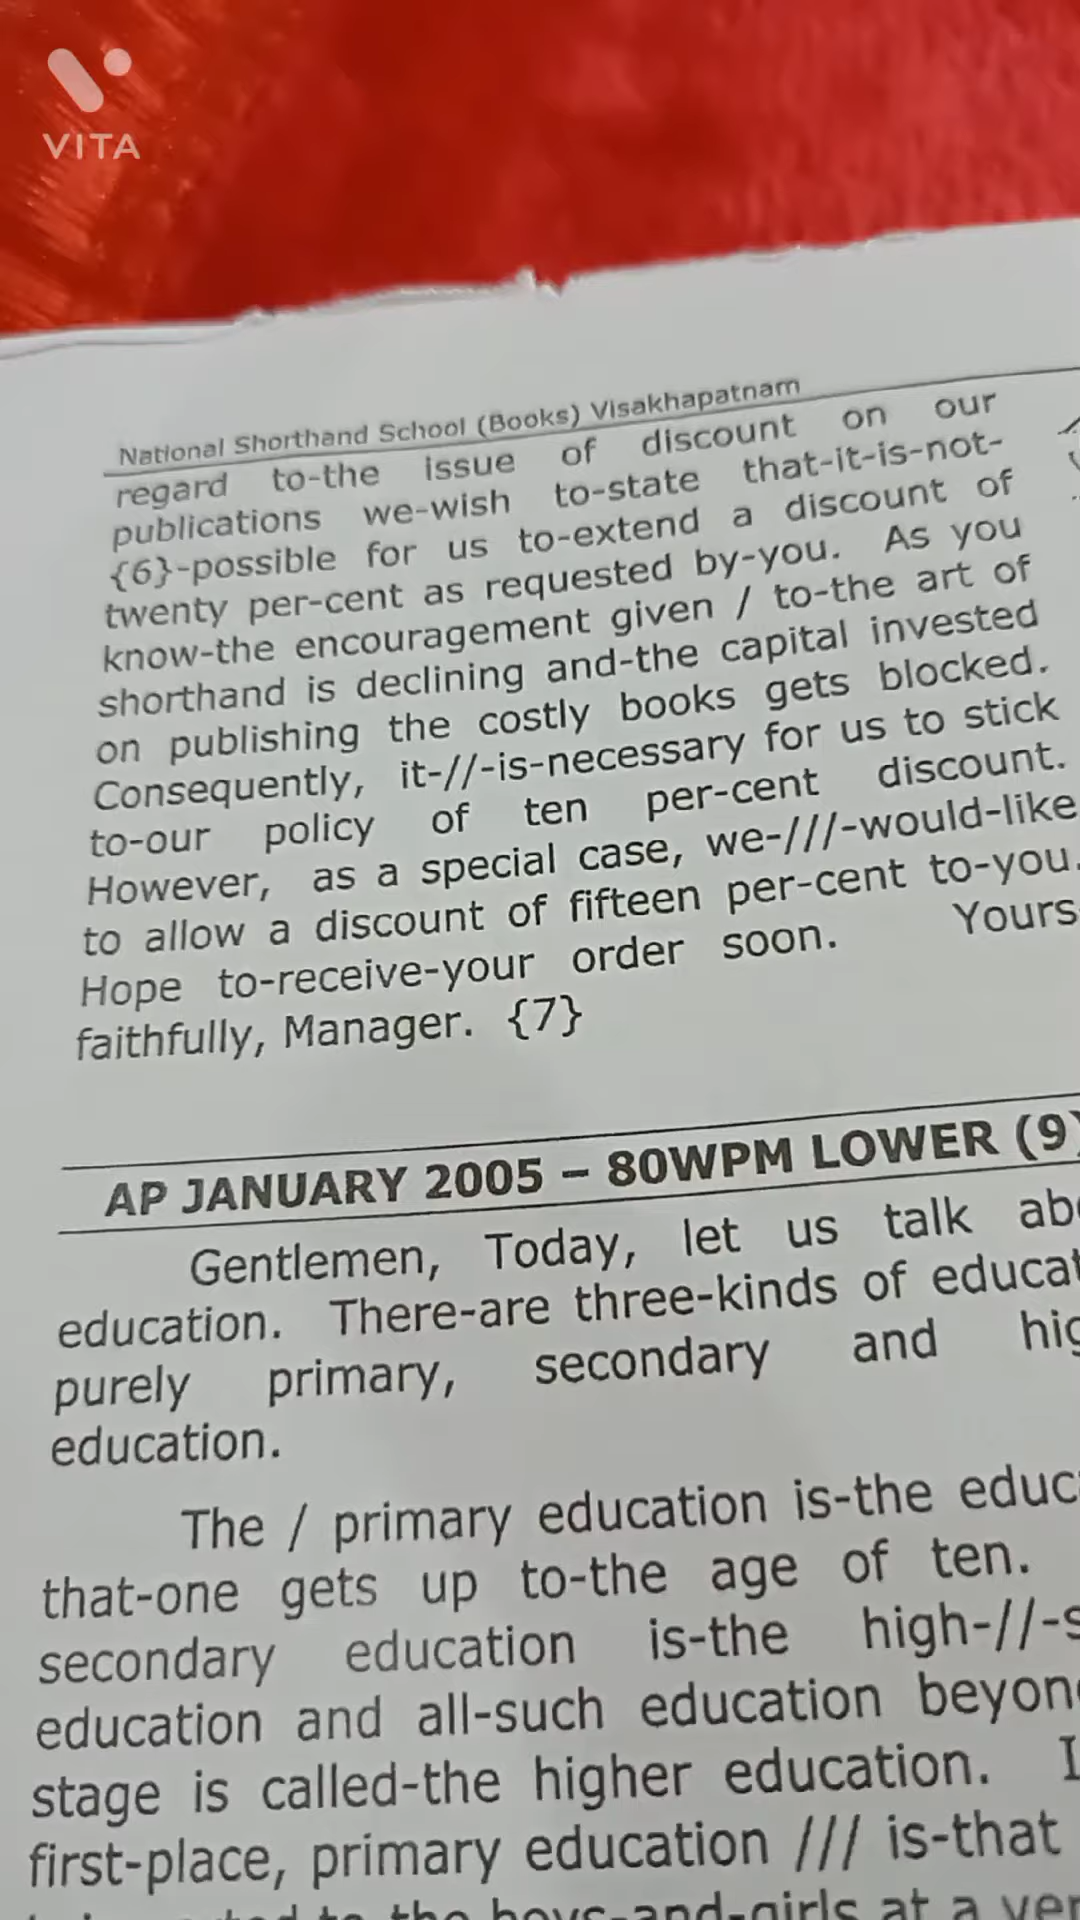 VITA
National Shorthand School (Books) Visakhapatnam
regard to-the issue of discount on our
publications we-wish to-state that-it-is-not-
{6}-possible for us to-extend a discount of
twenty per-cent as requested by-you. As you
know-the encouragement given / to-the art of
shorthand is declining and-the capital invested
on publishing the costly books gets blocked.
Consequently, it-//-is-necessary for us to stick
to-our policy of ten per-cent discount.
However, as a special case, we-///-would-like
to allow a discount of fifteen per-cent to-you.
Hope to-receive-your order soon. Yours
faithfully, Manager. {7}
AP JANUARY 2005 – 80WPM LOWER (9)
Gentlemen, Today, let us talk
education. There-are three-kinds of
purely primary, secondary and
education.
The / primary education is-the
that-one gets up to-the age of ten.
secondary education is-the high-//-
education and all-such education
stage is called-the higher education.
first-place, primary education /// is-that
to the boys-and-girls at a